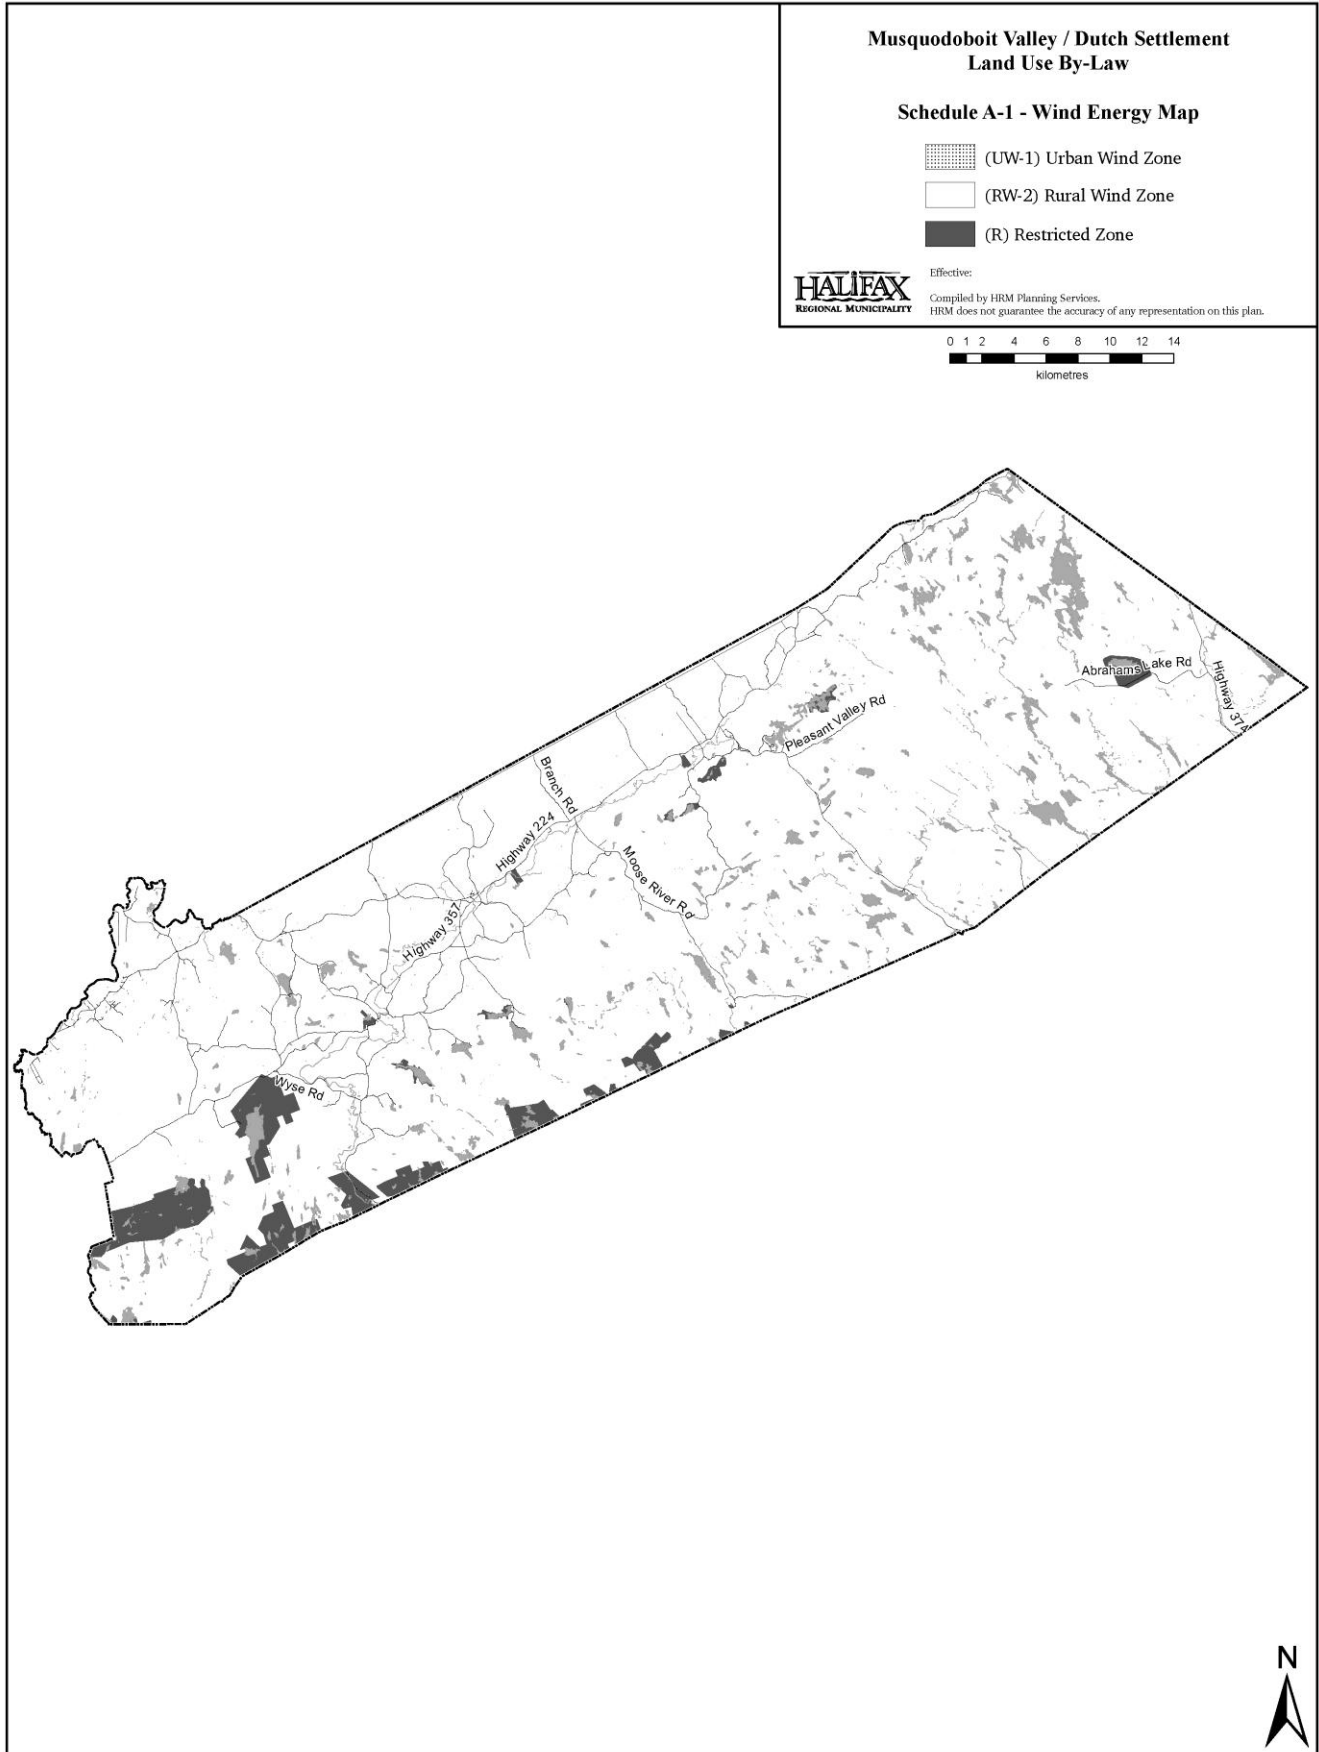 Musquodoboit Valley / Dutch Settlement
Land Use By-Law
Schedule A-1 - Wind Energy Map
(UW-1) Urban Wind Zone
(RW-2) Rural Wind Zone
(R) Restricted Zone
HALIFAX
REGIONAL MUNICIPALITY
Effective:
Compiled by HRM Planning Services.
HRM does not guarantee the accuracy of any representation on this plan.
0 1 2 4 6 8 10 12 14
kilometres
Abrahams Lake Rd
Highway 374
Pleasant Valley Rd
Branch Rd
Highway 224
Moose River Rd
Highway 357
Wyse Rd
N